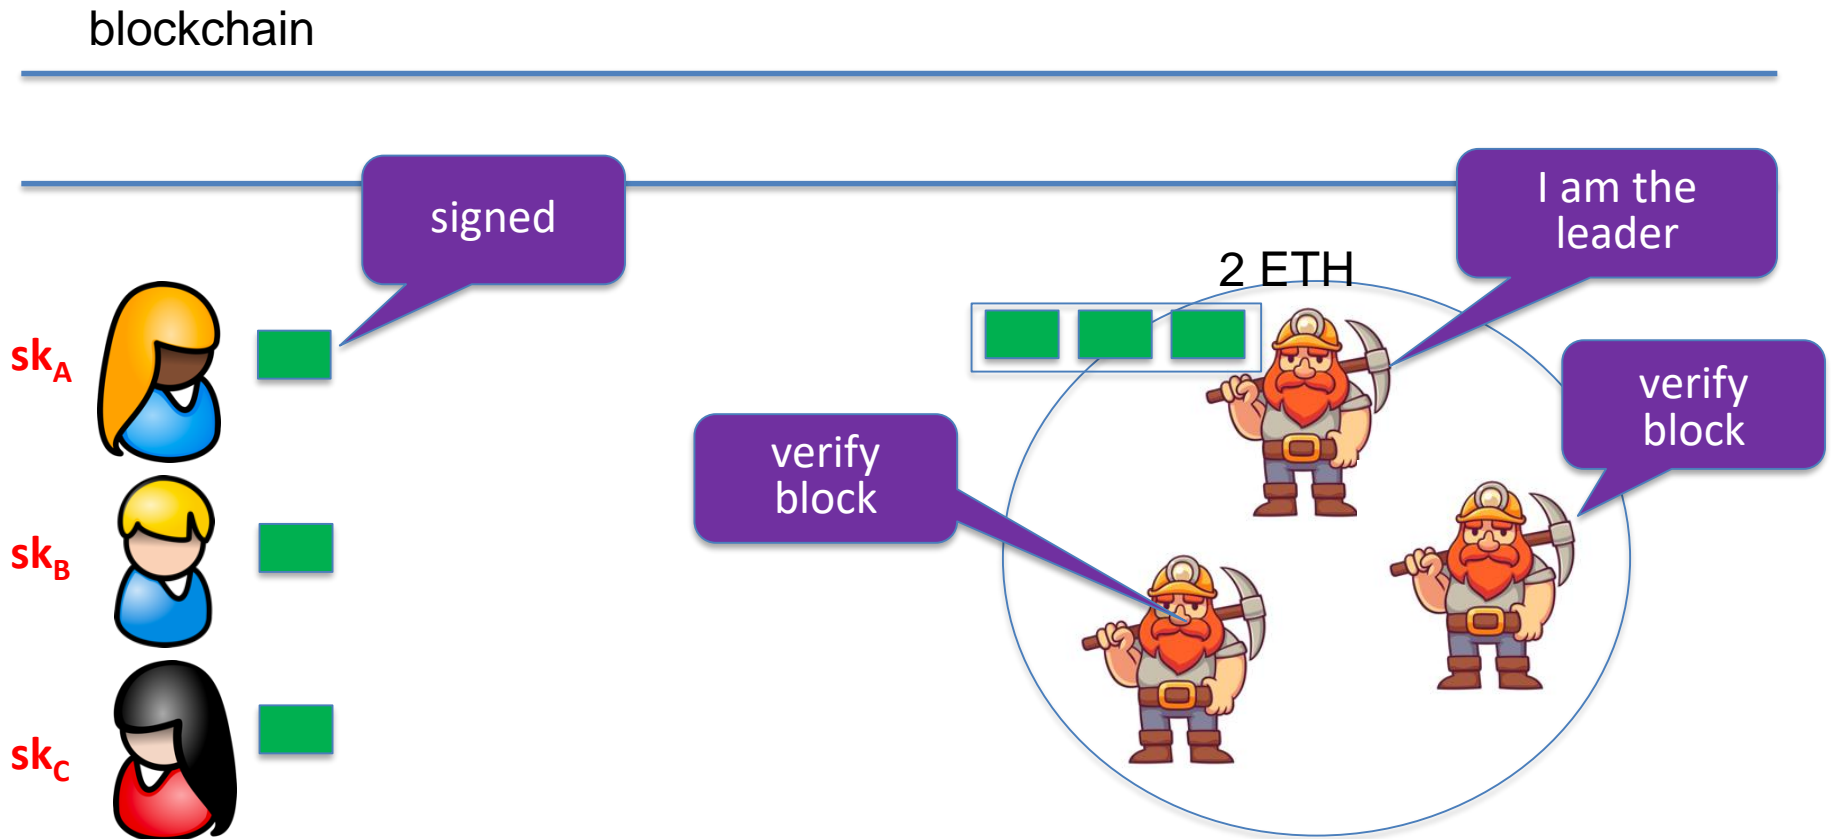 blockchain
signed
I am the
leader
2 ETH
sk_A
verify
block
verify
block
sk_B
sk_C